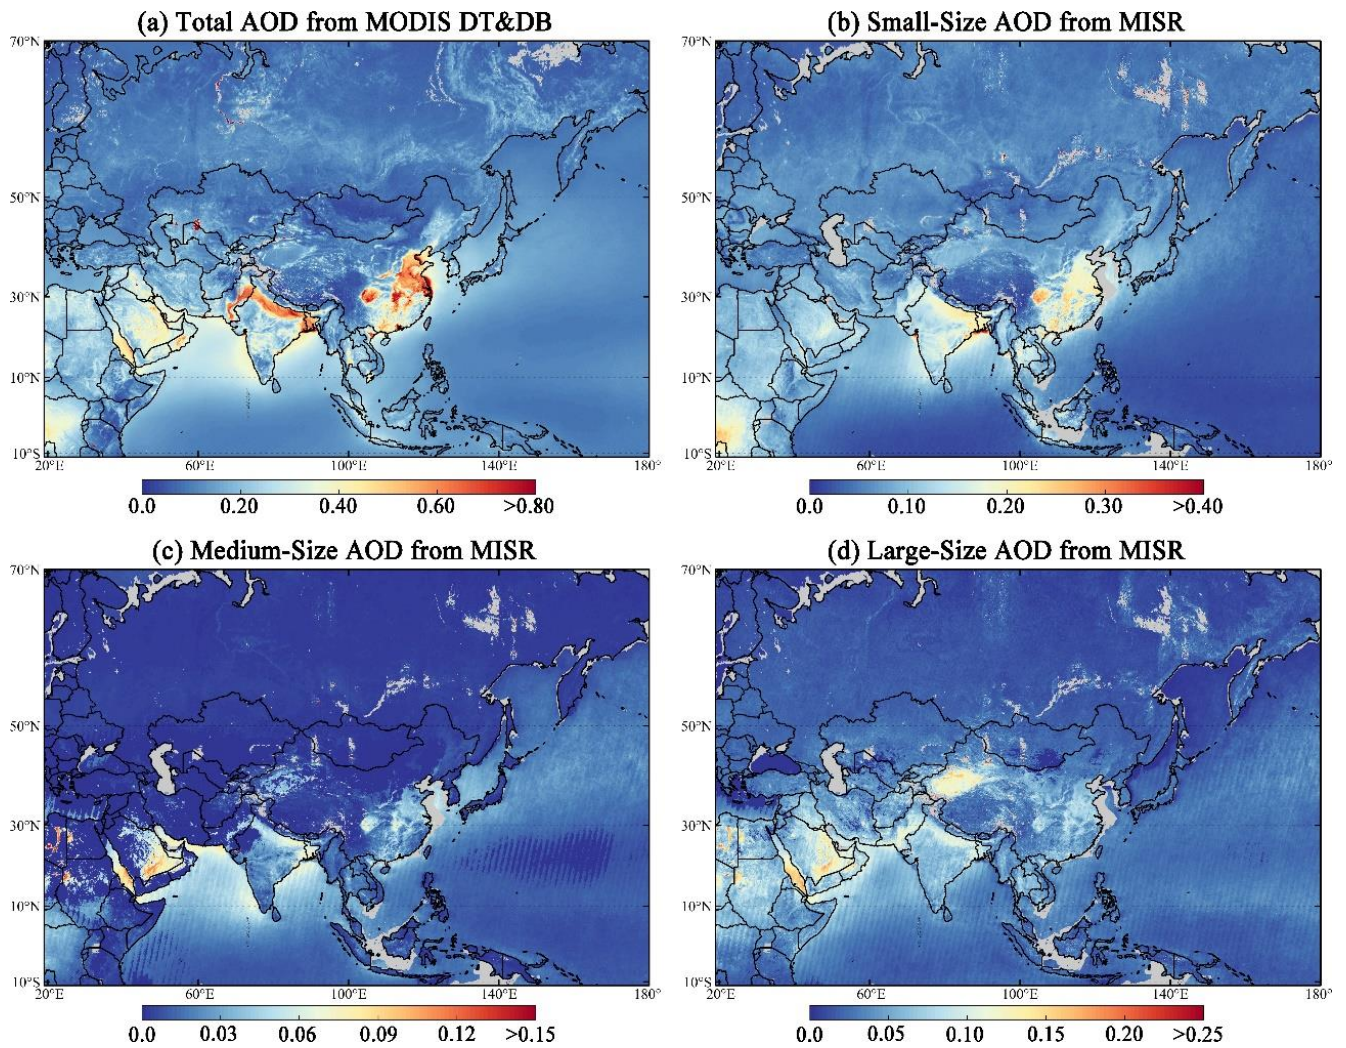 (a) Total AOD from MODIS DT&DB
70°N
50°N
30°N
10°N
10°S
20°E 60°E 100°E 140°E 180°
0.0 0.20 0.40 0.60 >0.80
(b) Small-Size AOD from MISR
70°N
50°N
30°N
10°N
10°S
20°E 60°E 100°E 140°E 180°
0.0 0.10 0.20 0.30 >0.40
(c) Medium-Size AOD from MISR
70°N
50°N
30°N
10°N
10°S
20°E 60°E 100°E 140°E 180°
0.0 0.03 0.06 0.09 0.12 >0.15
(d) Large-Size AOD from MISR
70°N
50°N
30°N
10°N
10°S
20°E 60°E 100°E 140°E 180°
0.0 0.05 0.10 0.15 0.20 >0.25